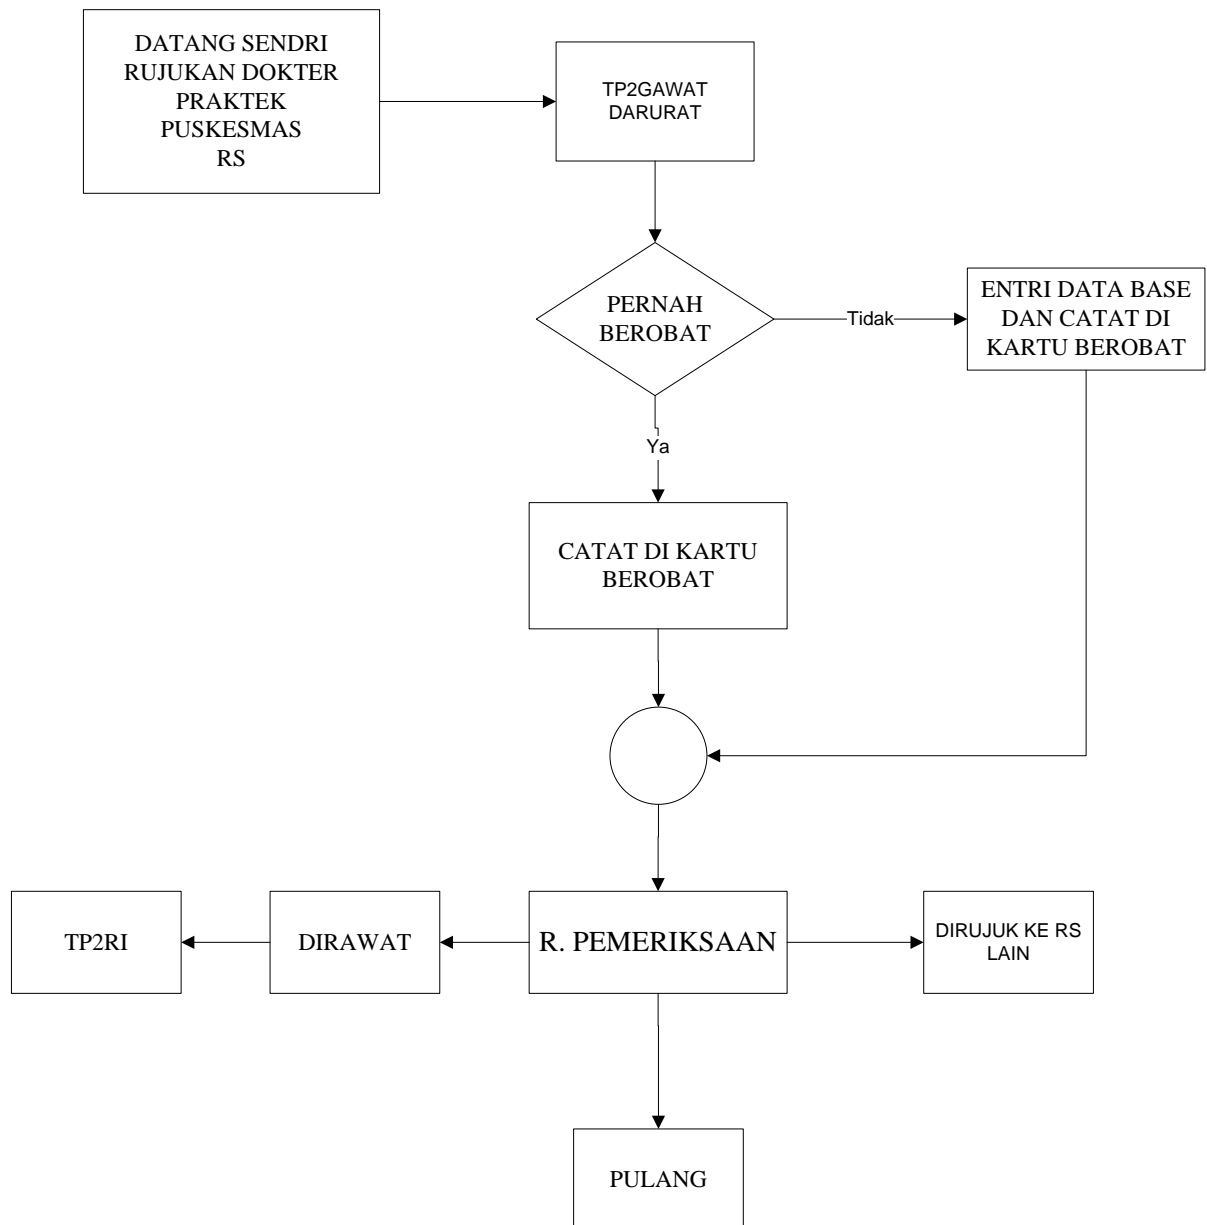 DATANG SENDRI
RUJUKAN DOKTER
PRAKTEK
PUSKESMAS
RS
TP2GAWAT
DARURAT
PERNAH
BEROBAT
Tidak
ENTRI DATA BASE
DAN CATAT DI
KARTU BEROBAT
Ya
CATAT DI KARTU
BEROBAT
TP2RI
DIRAWAT
R. PEMERIKSAAN
DIRUJUK KE RS
LAIN
PULANG